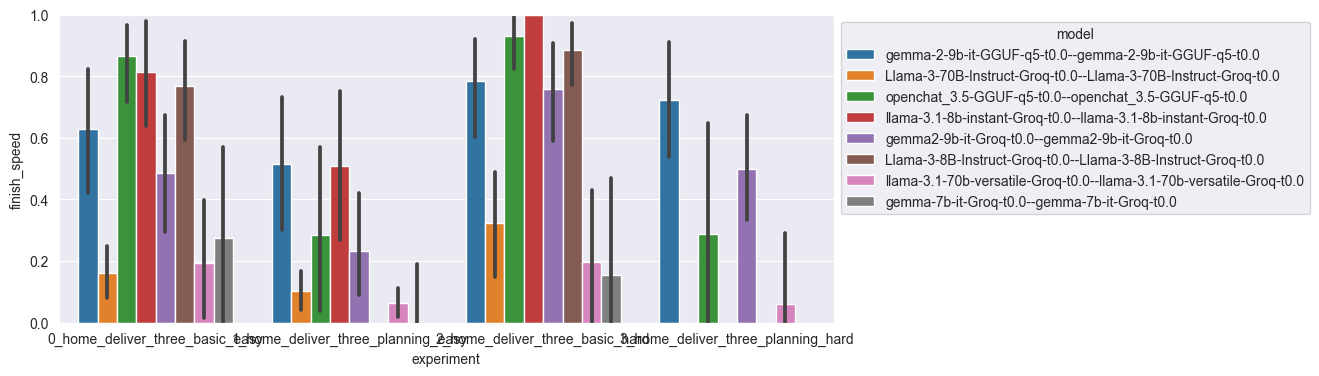 1.0
0.8
0.6
0.4
0.2
0.0
finish_speed
0_home_deliver_three_basic_easy
1_home_deliver_three_planning_easy
2_home_deliver_three_basic_hard
3_home_deliver_three_planning_hard
experiment
model
gemma-2-9b-it-GGUF-q5-t0.0--gemma-2-9b-it-GGUF-q5-t0.0
Llama-3-70B-Instruct-Groq-t0.0--Llama-3-70B-Instruct-Groq-t0.0
openchat_3.5-GGUF-q5-t0.0--openchat_3.5-GGUF-q5-t0.0
llama-3.1-8b-instant-Groq-t0.0--llama-3.1-8b-instant-Groq-t0.0
gemma2-9b-it-Groq-t0.0--gemma2-9b-it-Groq-t0.0
Llama-3-8B-Instruct-Groq-t0.0--Llama-3-8B-Instruct-Groq-t0.0
llama-3.1-70b-versatile-Groq-t0.0--llama-3.1-70b-versatile-Groq-t0.0
gemma-7b-it-Groq-t0.0--gemma-7b-it-Groq-t0.0